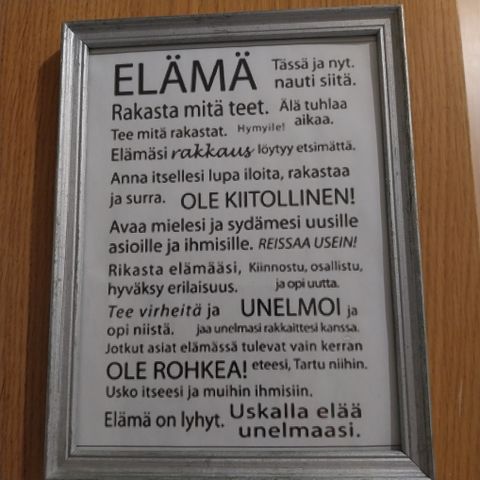 ELÄMÄ Tässä ja nyt.
nauti siitä.
Rakasta mitä teet. Älä tuhlaa
aikaa.
Tee mitä rakastat. Hymyile!
Elämäsi rakkaus löytyy etsimättä.
Anna itsellesi lupa iloita, rakastaa
ja surra. OLE KIITOLLINEN!
Avaa mielesi ja sydämesi uusille
asioille ja ihmisille. REISSAA USEIN!
Rikasta elämääsi, Kiinnostu, osallistu,
hyväksy erilaisuus. ja opi uutta.
Tee virheitä ja UNELMOI ja
opi niistä. jaa unelmasi rakkaittesi kanssa.
Jotkut asiat elämässä tulevat vain kerran
OLE ROHKEA! eteesi, Tartu niihin.
Usko itseesi ja muihin ihmisiin.
Elämä on lyhyt. Uskalla elää
unelmaasi.